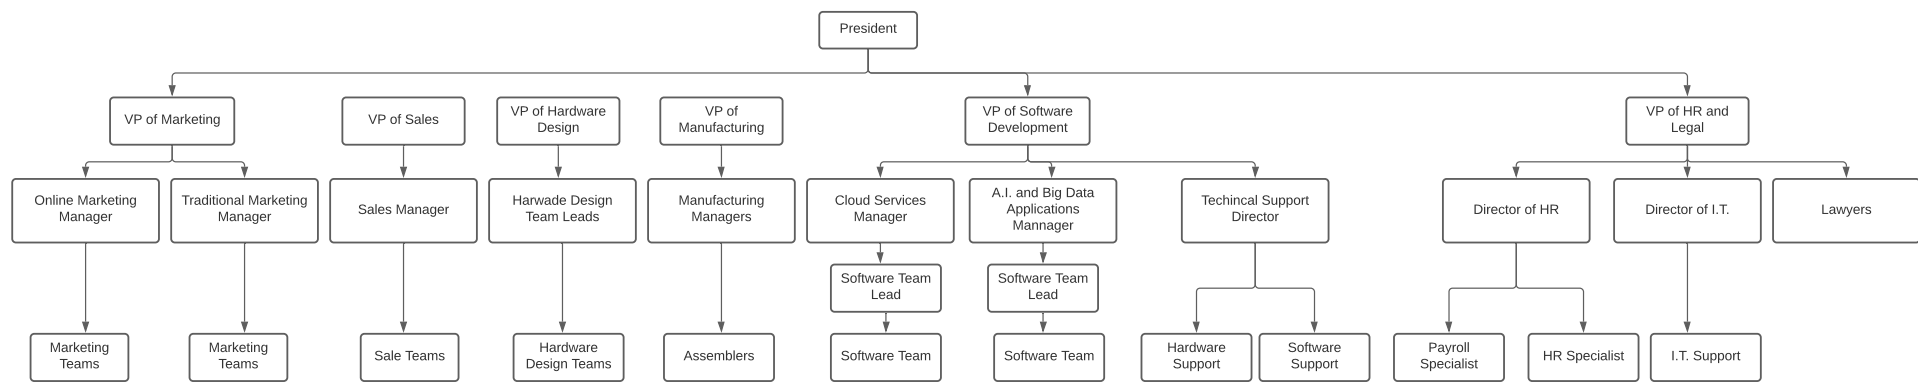 President
VP of Marketing
VP of Sales
VP of Hardware
Design
VP of
Manufacturing
VP of Software
Development
VP of HR and
Legal
Online Marketing
Manager
Traditional Marketing
Manager
Sales Manager
Harwade Design
Team Leads
Manufacturing
Managers
Cloud Services
Manager
A.I. and Big Data
Applications
Mannager
Techincal Support
Director
Director of HR
Director of I.T.
Lawyers
Software Team
Lead
Software Team
Lead
Marketing
Teams
Marketing
Teams
Sale Teams
Hardware
Design Teams
Assemblers
Software Team
Software Team
Hardware
Support
Software
Support
Payroll
Specialist
HR Specialist
I.T. Support